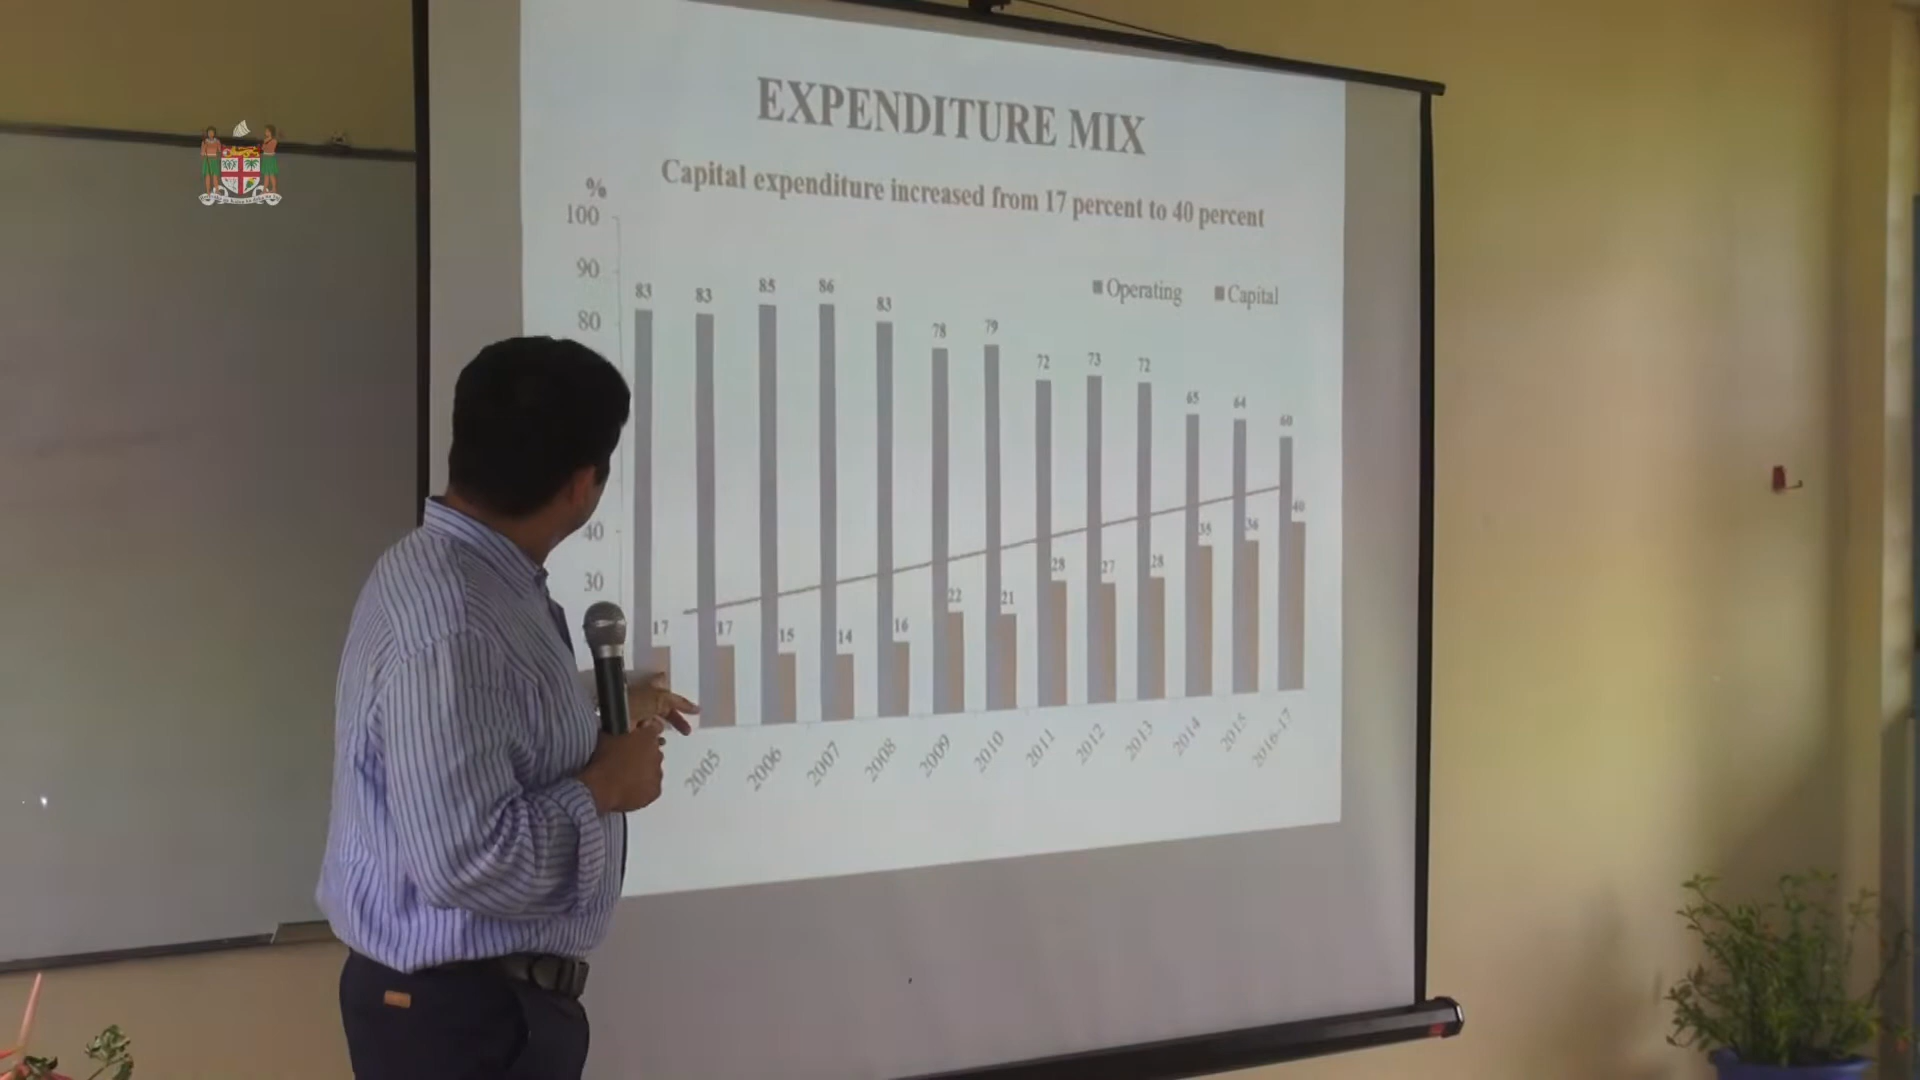 EXPENDITURE MIX
Capital expenditure increased from 17 percent to 40 percent
%
100
90
80
40
30
Operating Capital
83 83 85 86 83 78 79 72 73 72 65 64 60
17 17 15 14 16 22 21 28 27 28 35 36 40
2005 2006 2007 2008 2009 2010 2011 2012 2013 2014 2015 2016-17